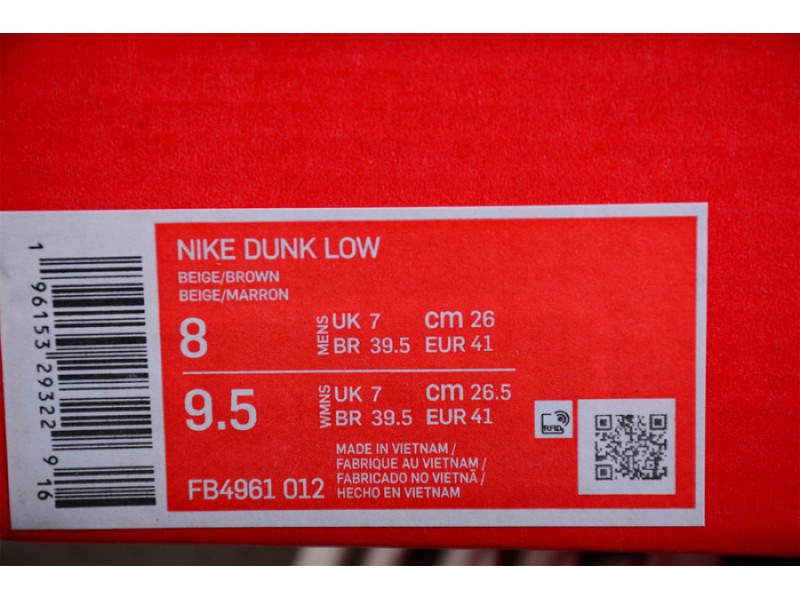 NIKE DUNK LOW
BEIGE/BROWN
BEIGE/MARRON
8 MENS UK 7 cm 26
BR 39.5 EUR 41
9.5 WMNS UK 7 cm 26.5
BR 39.5 EUR 41
MADE IN VIETNAM /
FABRIQUE AU VIETNAM /
FABRICADO NO VIETNÃ /
HECHO EN VIETNAM
FB4961 012
RFID
1 96153 29322 9 16